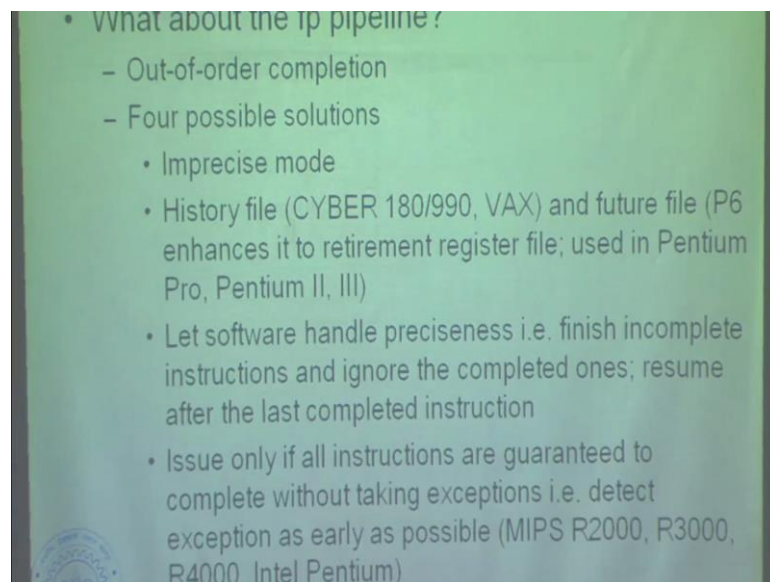 • What about the fp pipeline?
– Out-of-order completion
– Four possible solutions
• Imprecise mode
• History file (CYBER 180/990, VAX) and future file (P6
enhances it to retirement register file; used in Pentium
Pro, Pentium II, III)
• Let software handle preciseness i.e. finish incomplete
instructions and ignore the completed ones; resume
after the last completed instruction
• Issue only if all instructions are guaranteed to
complete without taking exceptions i.e. detect
exception as early as possible (MIPS R2000, R3000,
R4000, Intel Pentium)